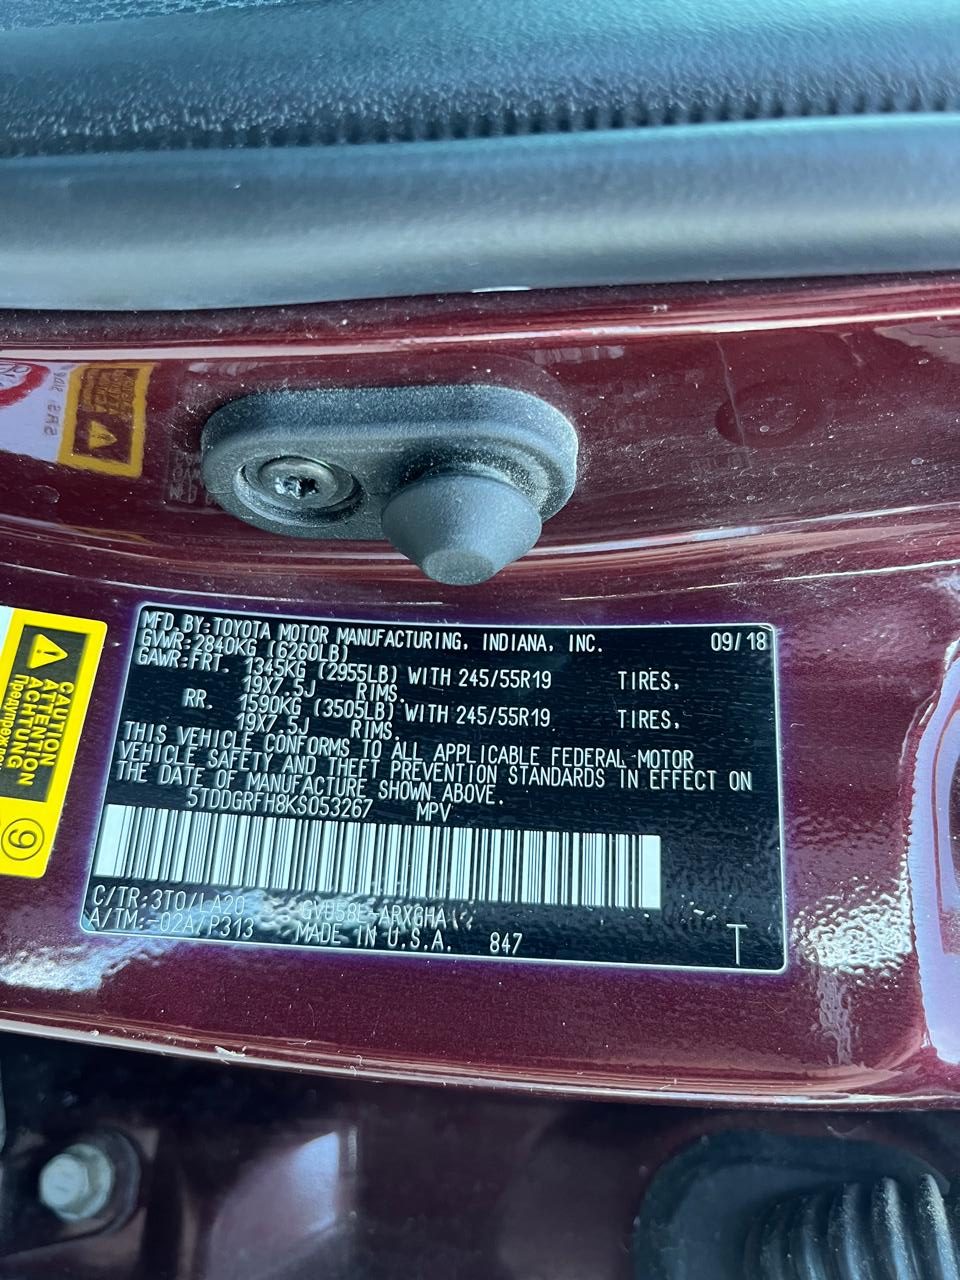 MFD.BY:TOYOTA MOTOR MANUFACTURING, INDIANA, INC. 09/18
GVWR:2840KG (6260LB)
GAWR:FRT. 1345KG (2955LB) WITH 245/55R19 TIRES,
19X7.5J RIMS.
RR. 1590KG (3505LB) WITH 245/55R19 TIRES,
19X7.5J RIMS.
THIS VEHICLE CONFORMS TO ALL APPLICABLE FEDERAL MOTOR
VEHICLE SAFETY AND THEFT PREVENTION STANDARDS IN EFFECT ON
THE DATE OF MANUFACTURE SHOWN ABOVE.
5TDDGRFH8KS053267 MPV
C/TR:3T0/LA20 GVU58L-ARXGHA
A/TM:-02A/P313 MADE IN U.S.A. 847
T
CAUTION
ATTENTION
ACHTUNG
9